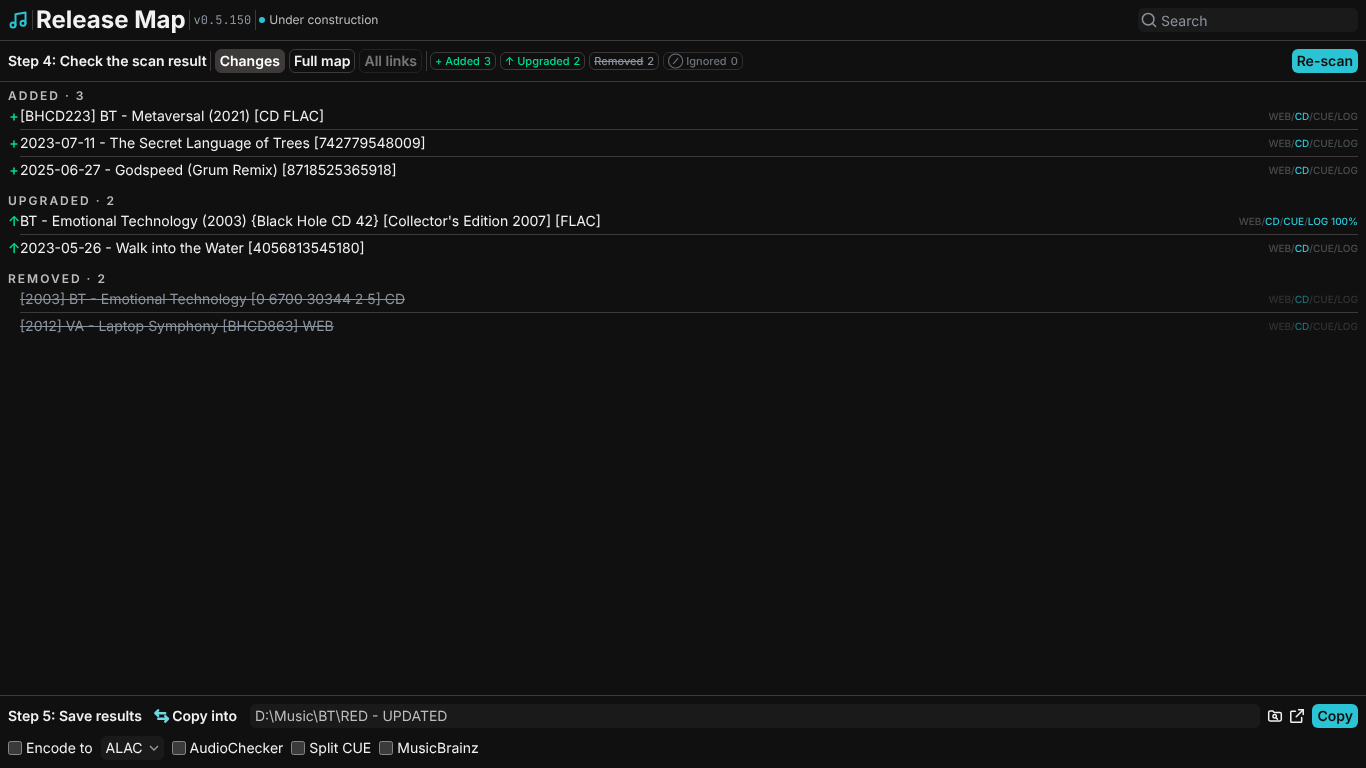 Release Map v0.5.150 Under construction Search
Step 4: Check the scan result Changes Full map All links + Added 3 ↑ Upgraded 2 Removed 2 Ignored 0 Re-scan
ADDED · 3
+ [BHCD223] BT - Metaversal (2021) [CD FLAC] WEB/CD/CUE/LOG
+ 2023-07-11 - The Secret Language of Trees [742779548009] WEB/CD/CUE/LOG
+ 2025-06-27 - Godspeed (Grum Remix) [8718525365918] WEB/CD/CUE/LOG
UPGRADED · 2
↑ BT - Emotional Technology (2003) {Black Hole CD 42} [Collector's Edition 2007] [FLAC] WEB/CD/CUE/LOG 100%
↑ 2023-05-26 - Walk into the Water [4056813545180] WEB/CD/CUE/LOG
REMOVED · 2
[2003] BT - Emotional Technology [0 6700 30344 2 5] CD WEB/CD/CUE/LOG
[2012] VA - Laptop Symphony [BHCD863] WEB WEB/CD/CUE/LOG
Step 5: Save results Copy into D:\Music\BT\RED - UPDATED Copy
Encode to ALAC AudioChecker Split CUE MusicBrainz